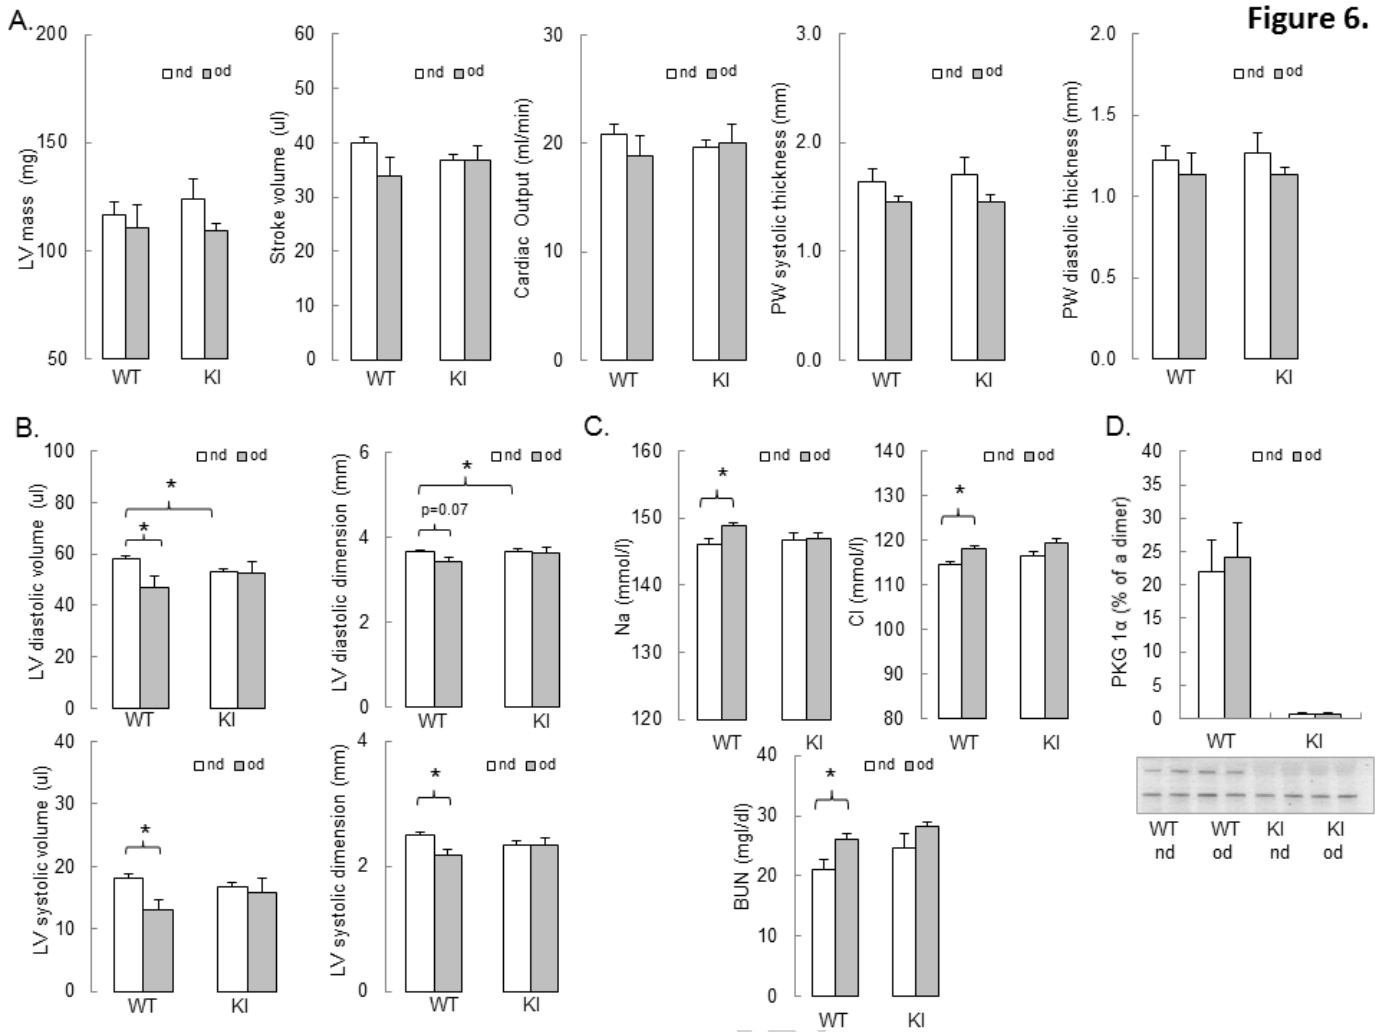 Figure 6.
A.
200
150
100
50
LV mass (mg)
nd od
WT KI
60
50
40
30
20
10
0
Stroke volume (ul)
nd od
WT KI
30
20
10
0
Cardiac Output (ml/min)
nd od
WT KI
3.0
2.0
1.0
0.0
PW systolic thickness (mm)
nd od
WT KI
2.0
1.5
1.0
0.5
0.0
PW diastolic thickness (mm)
nd od
WT KI
B.
100
80
60
40
20
0
LV diastolic volume (ul)
nd od
*
*
WT KI
6
4
2
0
LV diastolic dimension (mm)
nd od
*
p=0.07
WT KI
40
30
20
10
0
LV systolic volume (ul)
nd od
*
WT KI
4
2
0
LV systolic dimension (mm)
nd od
*
WT KI
C.
160
150
140
130
120
Na (mmol/l)
nd od
*
WT KI
140
130
120
110
100
90
80
Cl (mmol/l)
nd od
*
WT KI
40
30
20
10
0
BUN (mgl/dl)
nd od
*
WT KI
D.
40
35
30
25
20
15
10
5
0
PKG 1α (% of a dimer)
nd od
WT KI
WT WT KI KI
nd od nd od